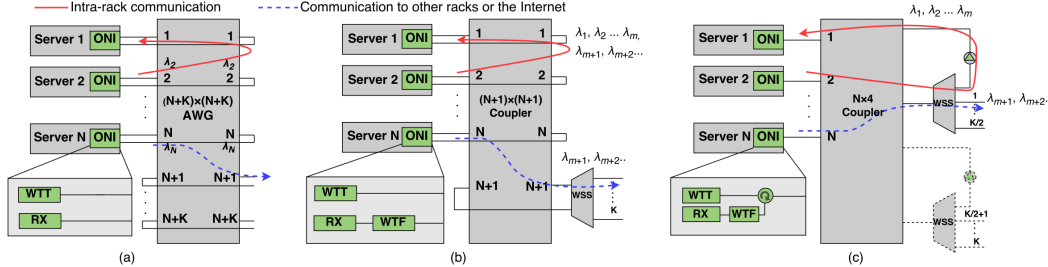 Intra-rack communication
Communication to other racks or the Internet
Server 1 ONI
1 1
λ2 λ2
Server 2 ONI
2 2
(N+K)×(N+K)
AWG
Server N ONI
N N
λN λN
N+1 N+1
WTT
RX
N+K N+K
(a)
Server 1 ONI
1 1
λ1, λ2 ... λm,
λm+1, λm+2...
Server 2 ONI
2 2
(N+1)×(N+1)
Coupler
Server N ONI
N N
λm+1, λm+2..
N+1 N+1
1
WSS
K
WTT
RX WTF
(b)
λ1, λ2 ... λm
Server 1 ONI
1
Server 2 ONI
2
N×4
Coupler
WSS
1
λm+1, λm+2..
K/2
Server N ONI
N
WTT
RX WTF
WSS
K/2+1
K
(c)